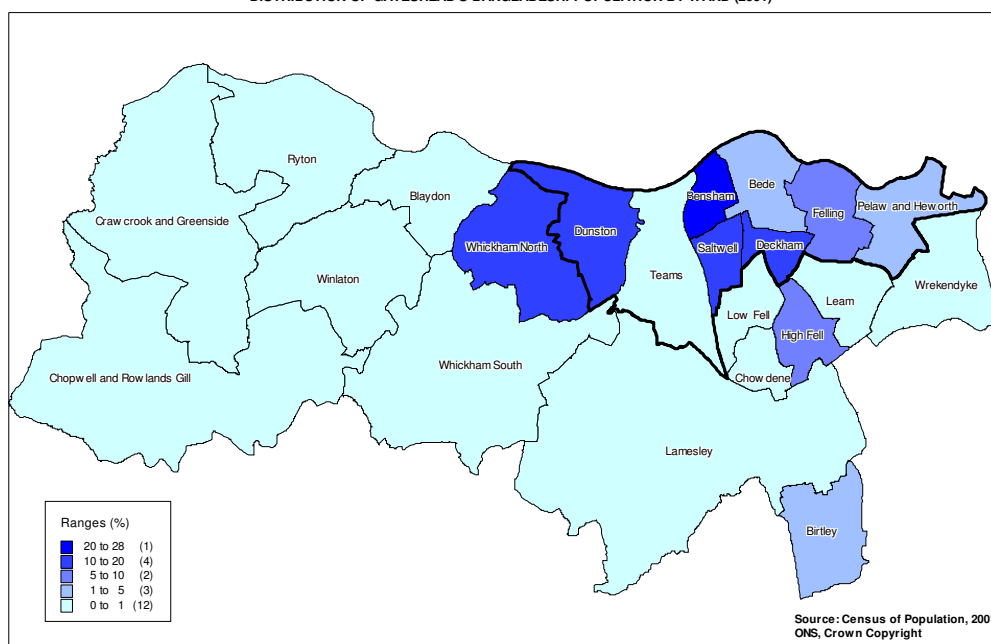 Ryton
Blaydon
Bensham
Bede
Crawcrook and Greenside
Felling
Pelaw and Heworth
Whickham North
Dunston
Saltwell
Deckham
Winlaton
Teams
Wrekendyke
Leam
Low Fell
High Fell
Whickham South
Chopwell and Rowlands Gill
Chowdene
Lamesley
Birtley
Ranges (%)
20 to 28 (1)
10 to 20 (4)
5 to 10 (2)
1 to 5 (3)
0 to 1 (12)
Source: Census of Population, 200
ONS, Crown Copyright